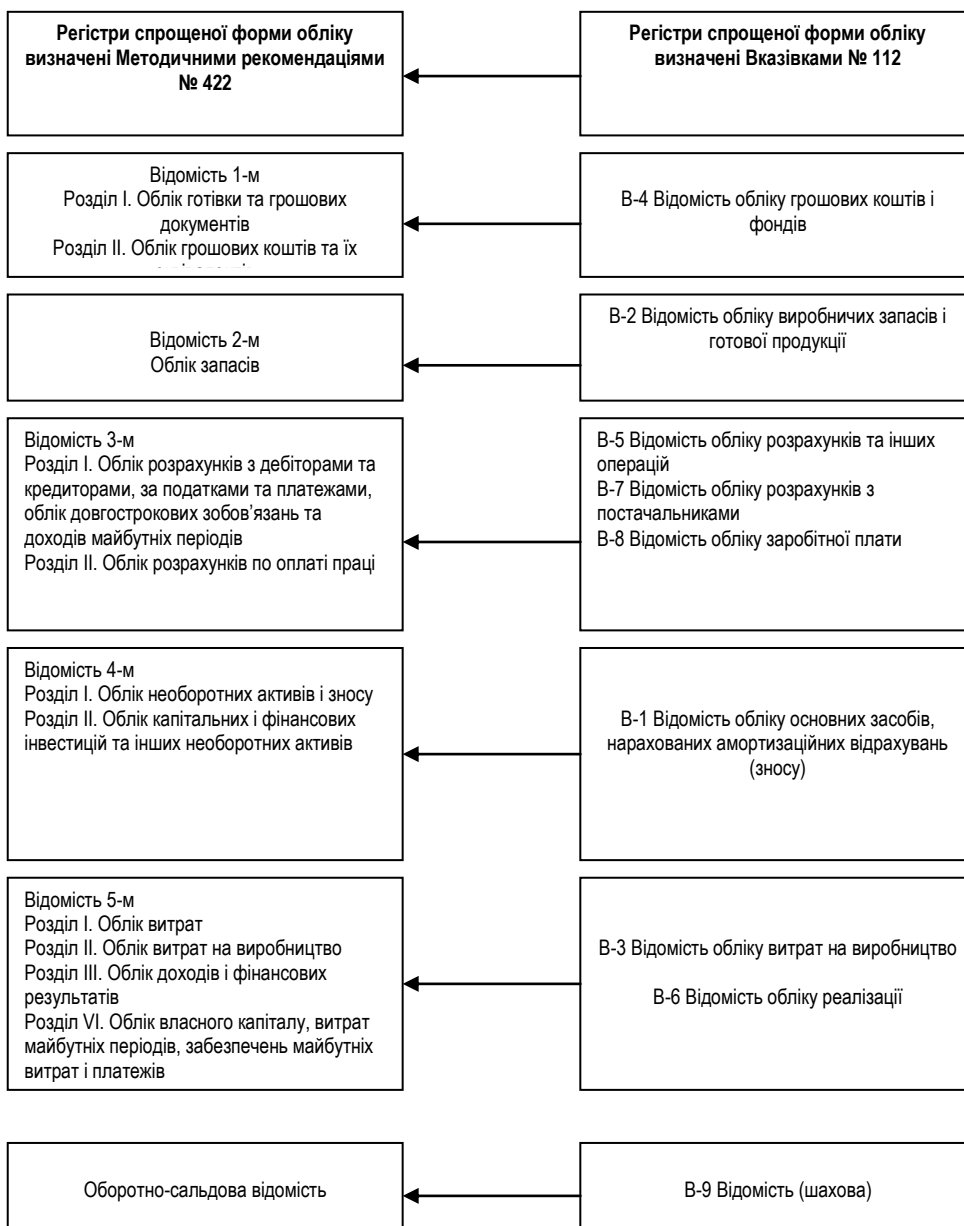 Регістри спрощеної форми обліку
визначені Методичними рекомендаціями
№ 422
Регістри спрощеної форми обліку
визначені Вказівками № 112
Відомість 1-м
Розділ І. Облік готівки та грошових
документів
Розділ ІІ. Облік грошових коштів та їх
В-4 Відомість обліку грошових коштів і
фондів
Відомість 2-м
Облік запасів
В-2 Відомість обліку виробничих запасів і
готової продукції
Відомість 3-м
Розділ І. Облік розрахунків з дебіторами та
кредиторами, за податками та платежами,
облік довгострокових зобов’язань та
доходів майбутніх періодів
Розділ ІІ. Облік розрахунків по оплаті праці
В-5 Відомість обліку розрахунків та інших
операцій
В-7 Відомість обліку розрахунків з
постачальниками
В-8 Відомість обліку заробітної плати
Відомість 4-м
Розділ І. Облік необоротних активів і зносу
Розділ ІІ. Облік капітальних і фінансових
інвестицій та інших необоротних активів
В-1 Відомість обліку основних засобів,
нарахованих амортизаційних відрахувань
(зносу)
Відомість 5-м
Розділ І. Облік витрат
Розділ ІІ. Облік витрат на виробництво
Розділ ІІІ. Облік доходів і фінансових
результатів
Розділ VI. Облік власного капіталу, витрат
майбутніх періодів, забезпечень майбутніх
витрат і платежів
В-3 Відомість обліку витрат на виробництво
В-6 Відомість обліку реалізації
Оборотно-сальдова відомість
В-9 Відомість (шахова)